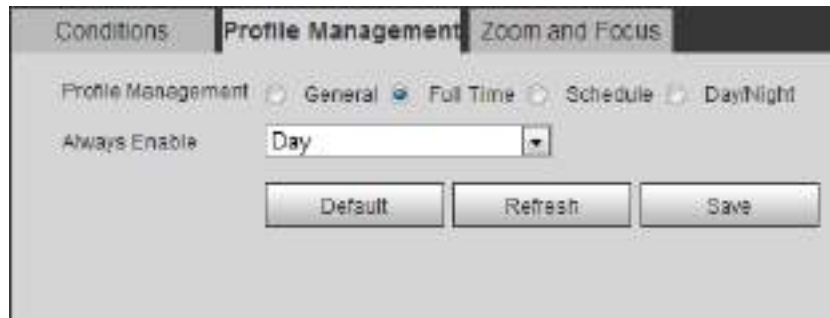 Conditions Profile Management Zoom and Focus
Profile Management General Full Time Schedule Day/Night
Always Enable Day
Default Refresh Save